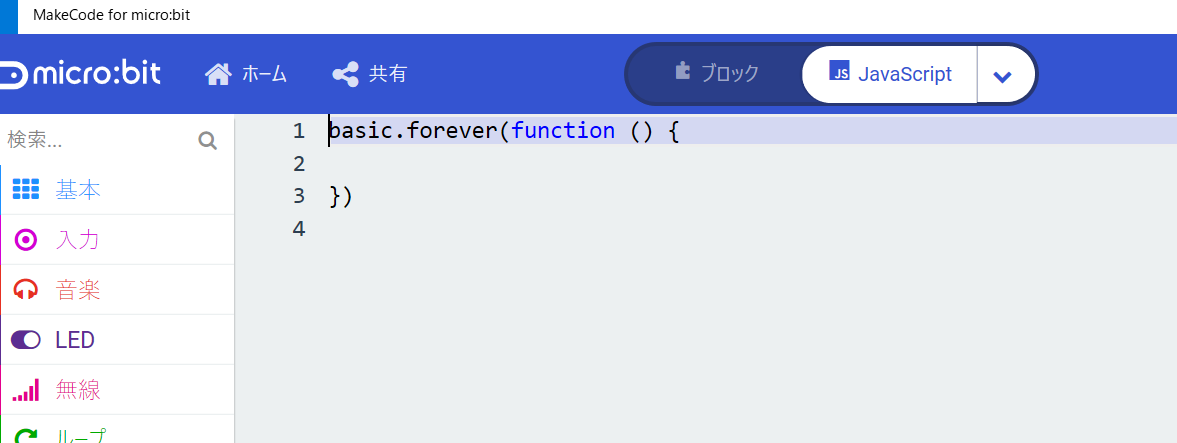 MakeCode for micro:bit
micro:bit ホーム 共有 ブロック JS JavaScript
検索...
基本
入力
音楽
LED
無線
ループ
1 basic.forever(function () {
2
3 })
4